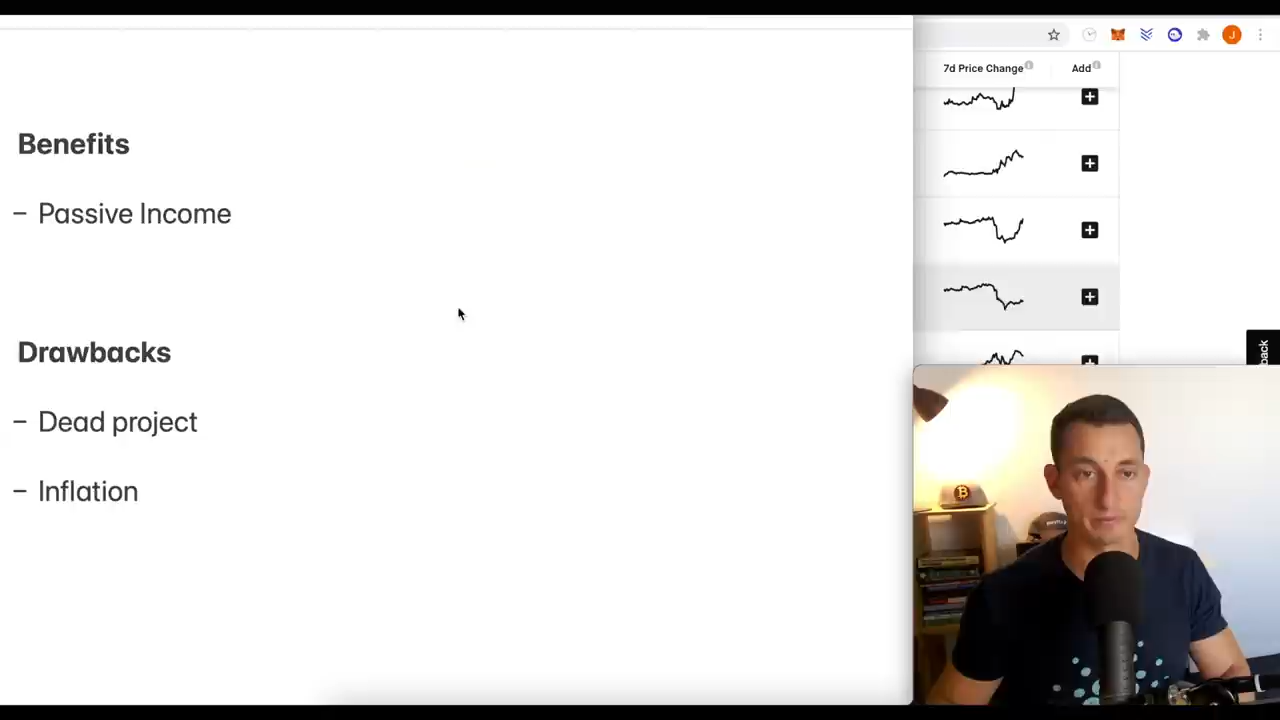 Benefits
– Passive Income
Drawbacks
– Dead project
– Inflation
7d Price Change
Add
J